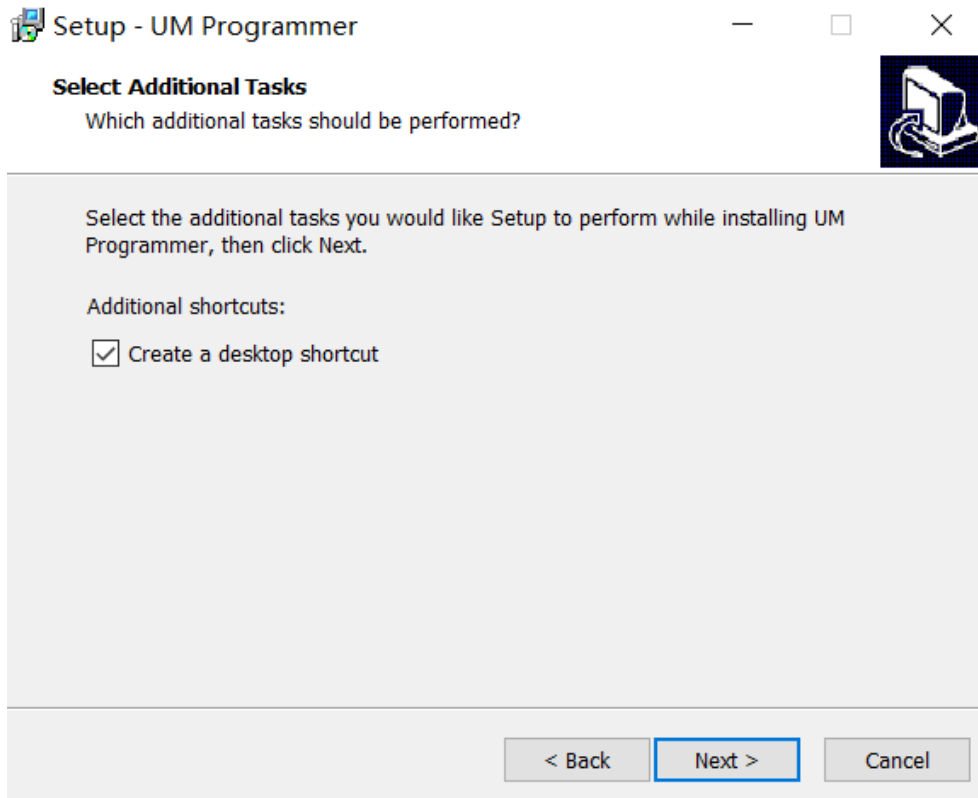 Setup - UM Programmer
Select Additional Tasks
Which additional tasks should be performed?
Select the additional tasks you would like Setup to perform while installing UM
Programmer, then click Next.
Additional shortcuts:
Create a desktop shortcut
< Back
Next >
Cancel